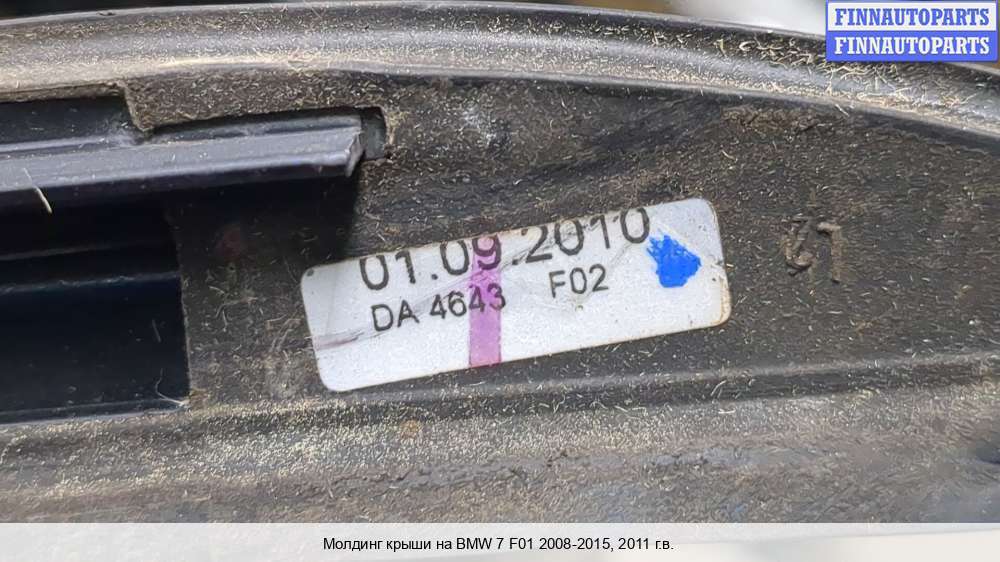 FINNAUTOPARTS
FINNAUTOPARTS
01.09.2010
DA 4643 F02
Молдинг крыши на BMW 7 F01 2008-2015, 2011 г.в.